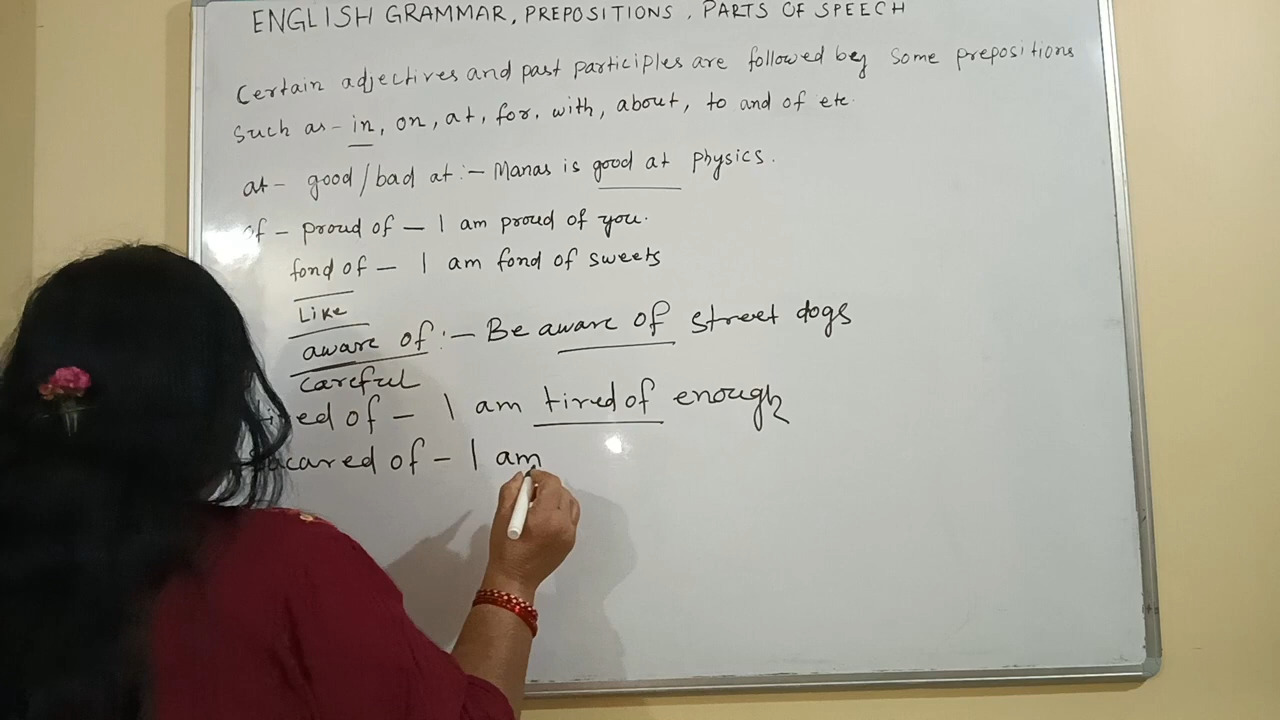 ENGLISH GRAMMAR, PREPOSITIONS, PARTS OF SPEECH
Certain adjectives and past participles are followed by some prepositions
Such as - in, on, at, for, with, about, to and of etc.
at - good/bad at :- Manas is good at physics.
of - proud of - I am proud of you.
fond of - I am fond of sweets
Like
aware of :- Be aware of street dogs
careful
tired of - I am tired of enough
of - I am